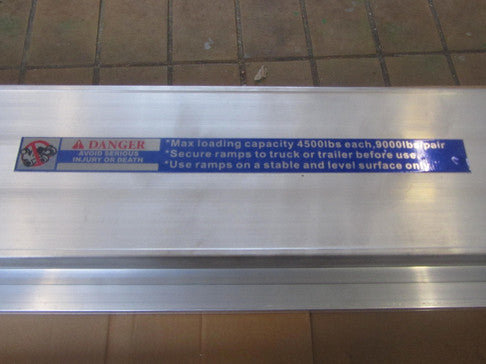 DANGER
AVOID SERIOUS
INJURY OR DEATH
*Max loading capacity 4500lbs each,9000lbs/pair
*Secure ramps to truck or trailer before use.
*Use ramps on a stable and level surface only.